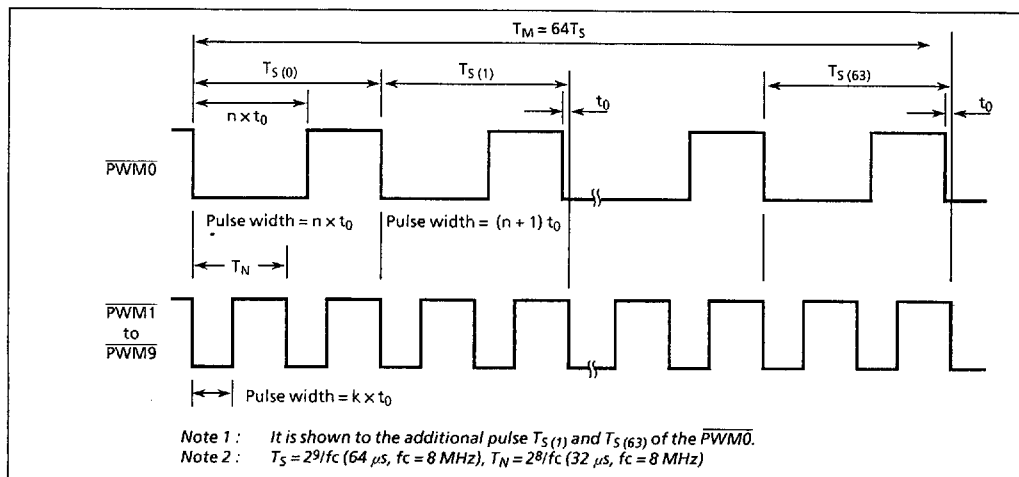 T_M = 64T_S
T_S (0) T_S (1) T_S (63)
n × t_0 t_0 t_0
PWM0
Pulse width = n × t_0 Pulse width = (n + 1) t_0
T_N
PWM1
to
PWM9
Pulse width = k × t_0
Note 1 : It is shown to the additional pulse T_S (1) and T_S (63) of the PWM0.
Note 2 : T_S = 2^9/fc (64 μs, fc = 8 MHz), T_N = 2^8/fc (32 μs, fc = 8 MHz)